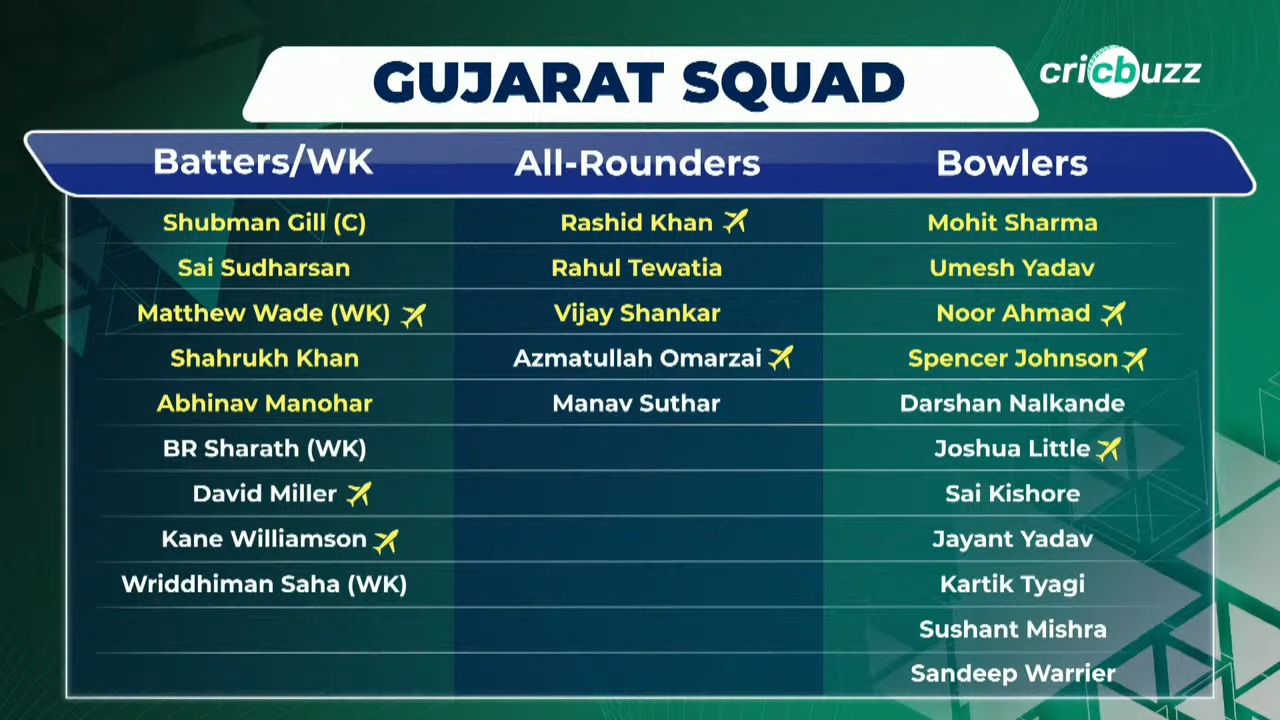 GUJARAT SQUAD
cricbuzz
Batters/WK All-Rounders Bowlers
Shubman Gill (C) Rashid Khan Mohit Sharma
Sai Sudharsan Rahul Tewatia Umesh Yadav
Matthew Wade (WK) Vijay Shankar Noor Ahmad
Shahrukh Khan Azmatullah Omarzai Spencer Johnson
Abhinav Manohar Manav Suthar Darshan Nalkande
BR Sharath (WK) Joshua Little
David Miller Sai Kishore
Kane Williamson Jayant Yadav
Wriddhiman Saha (WK) Kartik Tyagi
Sushant Mishra
Sandeep Warrier